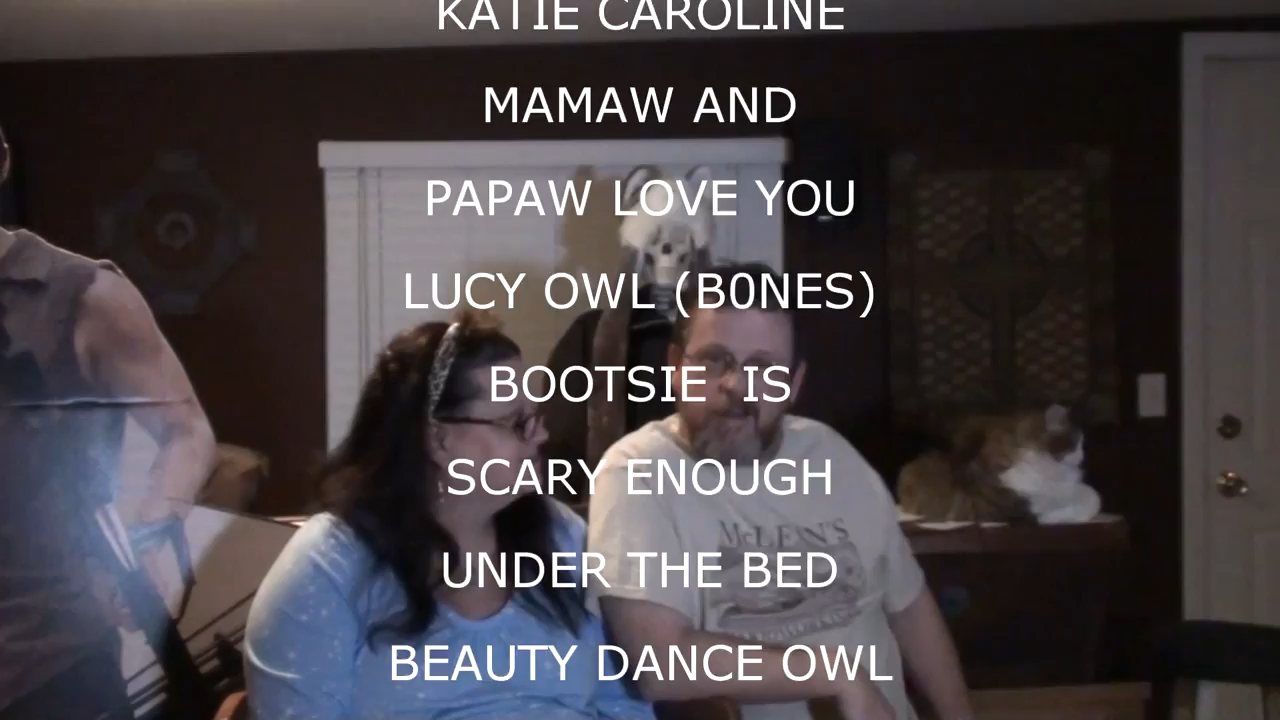 KATIE CAROLINE
MAMAW AND
PAPAW LOVE YOU
LUCY OWL (B0NES)
BOOTSIE  IS
SCARY ENOUGH
UNDER THE BED
BEAUTY DANCE OWL
McLEAN'S